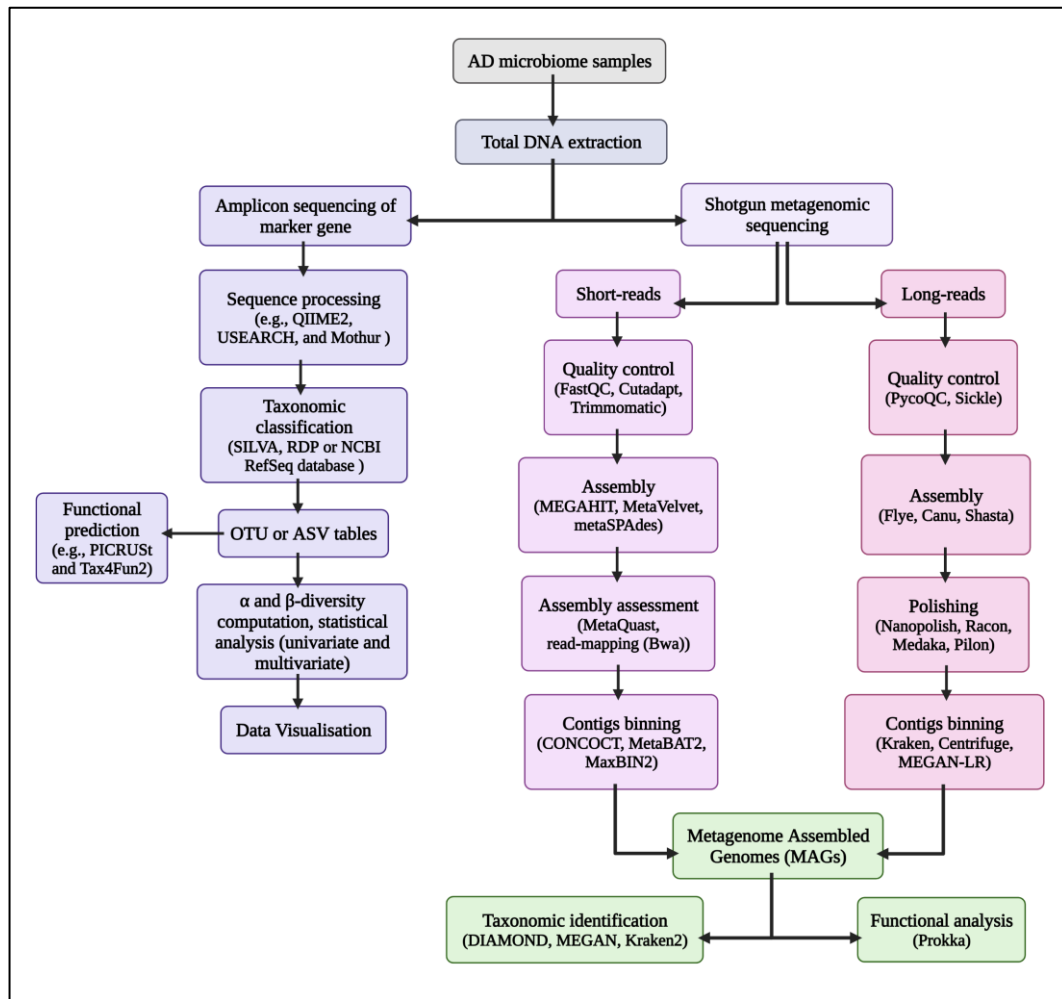 AD microbiome samples
Total DNA extraction
Amplicon sequencing of
marker gene
Shotgun metagenomic
sequencing
Sequence processing
(e.g., QIIME2,
USEARCH, and Mothur )
Taxonomic
classification
(SILVA, RDP or NCBI
RefSeq database )
Functional
prediction
(e.g., PICRUSt
and Tax4Fun2)
OTU or ASV tables
α and β-diversity
computation, statistical
analysis (univariate and
multivariate)
Data Visualisation
Short-reads
Quality control
(FastQC, Cutadapt,
Trimmomatic)
Assembly
(MEGAHIT, MetaVelvet,
metaSPAdes)
Assembly assessment
(MetaQuast,
read-mapping (Bwa))
Contigs binning
(CONCOCT, MetaBAT2,
MaxBIN2)
Long-reads
Quality control
(PycoQC, Sickle)
Assembly
(Flye, Canu, Shasta)
Polishing
(Nanopolish, Racon,
Medaka, Pilon)
Contigs binning
(Kraken, Centrifuge,
MEGAN-LR)
Metagenome Assembled
Genomes (MAGs)
Taxonomic identification
(DIAMOND, MEGAN, Kraken2)
Functional analysis
(Prokka)